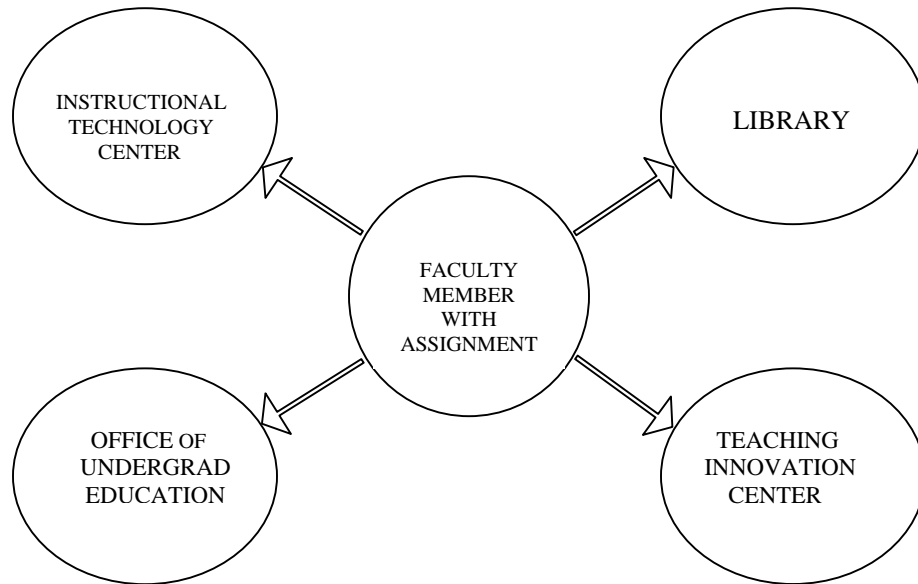 INSTRUCTIONAL
TECHNOLOGY
CENTER
LIBRARY
FACULTY
MEMBER
WITH
ASSIGNMENT
OFFICE OF
UNDERGRAD
EDUCATION
TEACHING
INNOVATION
CENTER